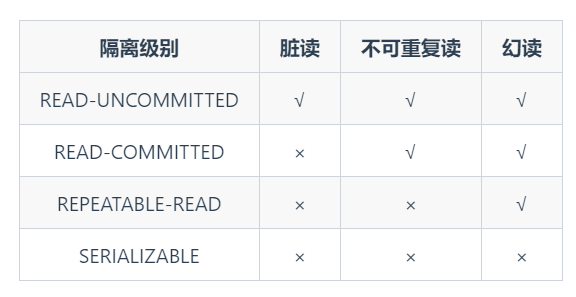 隔离级别 脏读 不可重复读 幻读
READ-UNCOMMITTED √ √ √
READ-COMMITTED × √ √
REPEATABLE-READ × × √
SERIALIZABLE × × ×